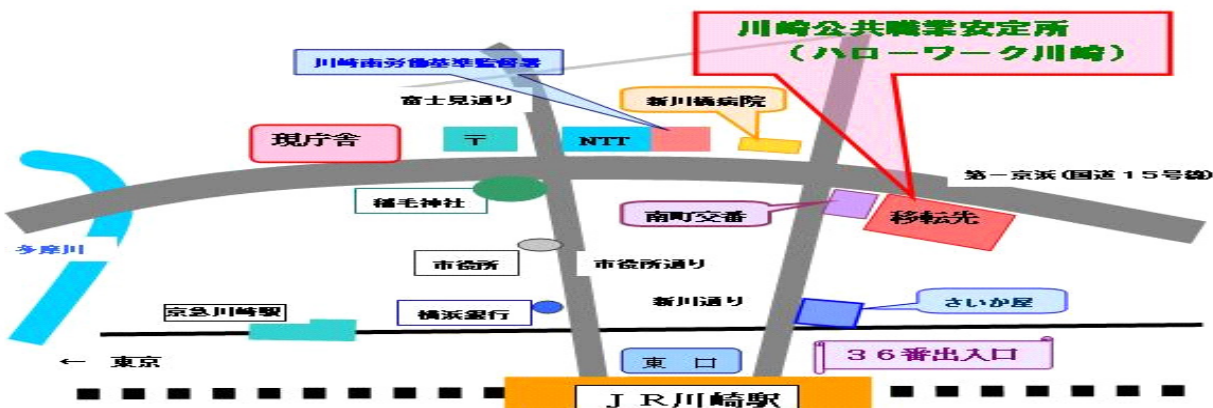 川崎公共職業安定所
（ハローワーク川崎）
川崎南労働基準監督署
富士見通り
新川橋病院
現庁舎
〒
NTT
第一京浜(国道１５号線)
稲毛神社
南町交番
移転先
多摩川
市役所
市役所通り
京急川崎駅
横浜銀行
新川通り
さいか屋
← 東京
東 口
３６番出入口
ＪＲ川崎駅